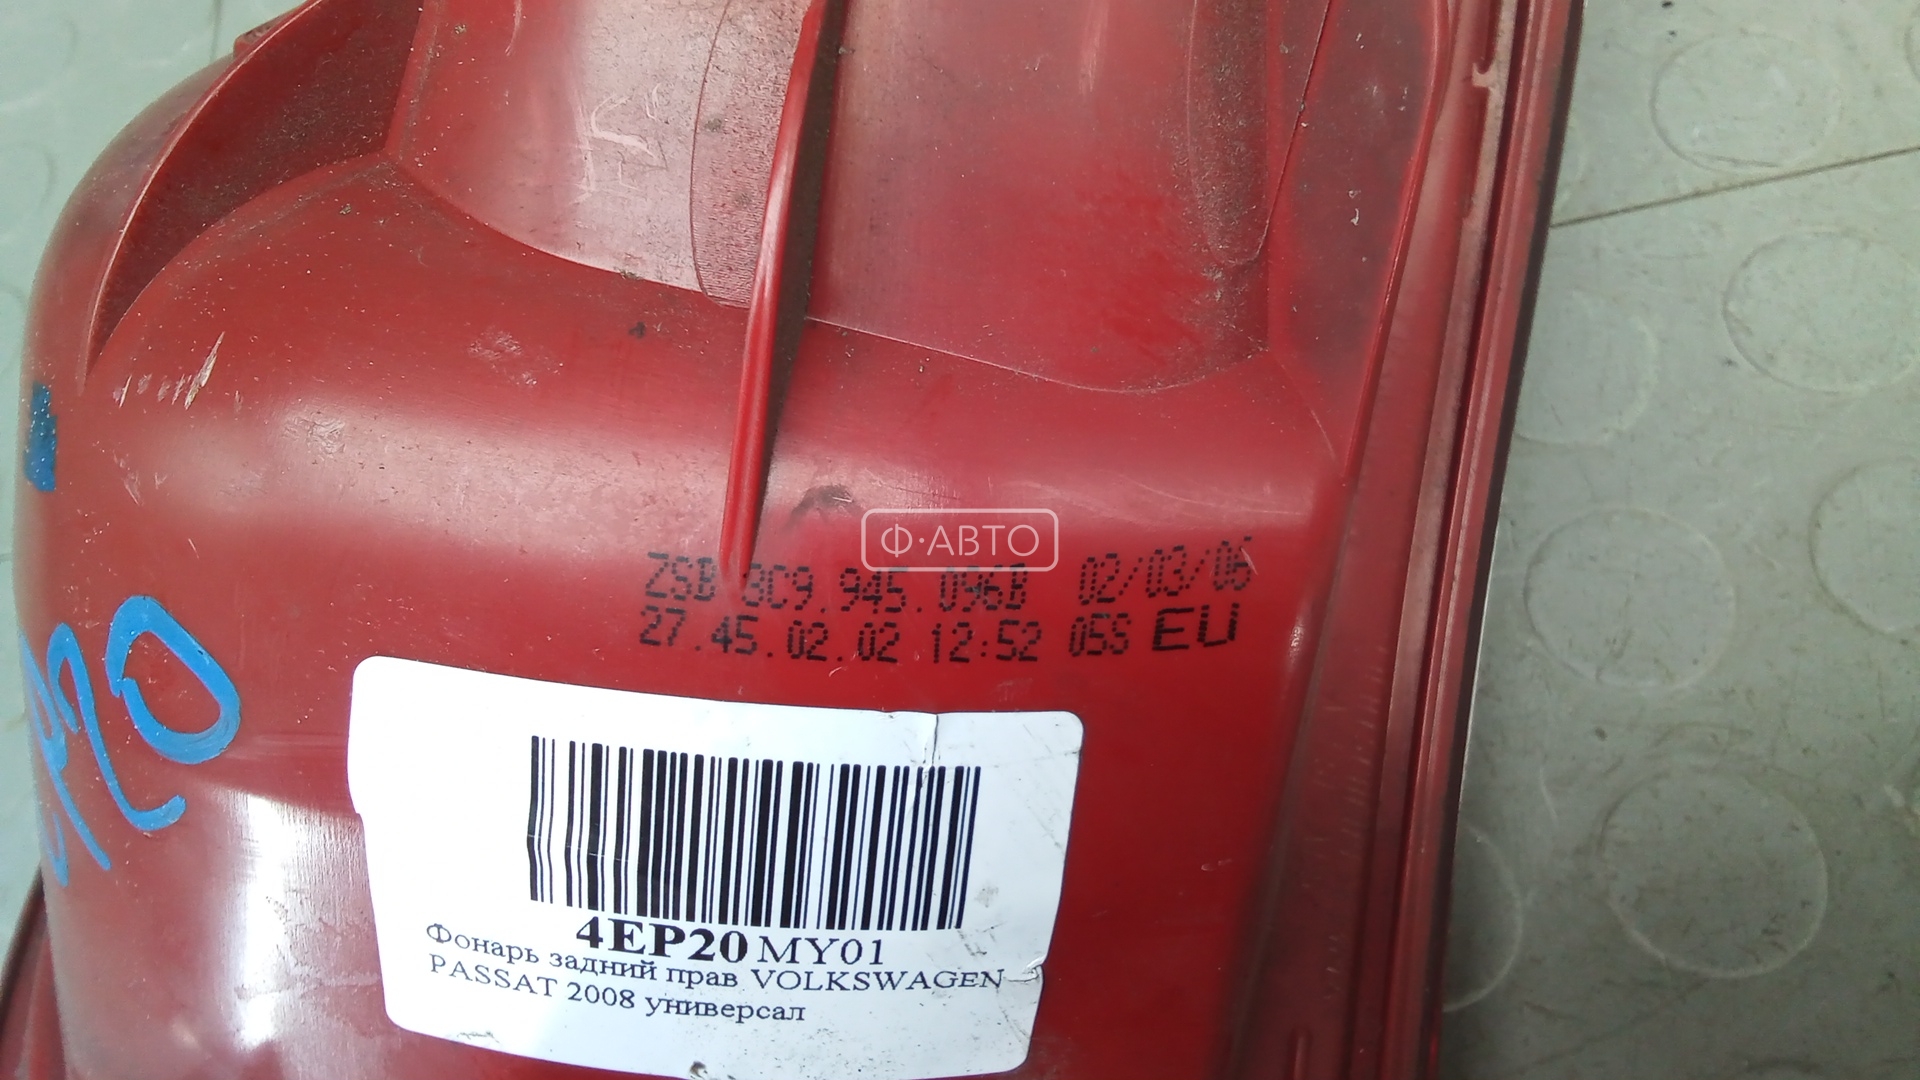 Ф·АВТО
ZSB 3C9.945.096B 02/03/06
27.45.02.02 12:52 05S EU
4EP20 MY01
Фонарь задний прав VOLKSWAGEN
PASSAT 2008 универсал